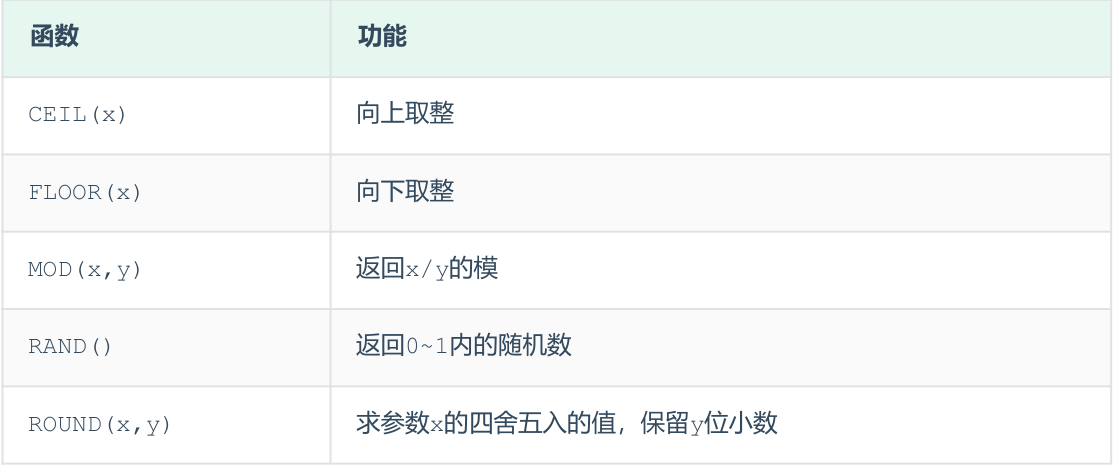 函数 功能
CEIL(x) 向上取整
FLOOR(x) 向下取整
MOD(x,y) 返回x/y的模
RAND() 返回0~1内的随机数
ROUND(x,y) 求参数x的四舍五入的值，保留y位小数